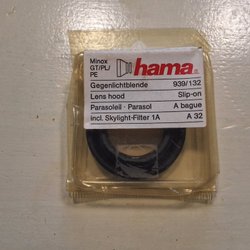 Minox
GT/PL/
PE
hama®
Gegenlichtblende 939/132
Lens hood Slip-on
Parasoleil · Parasol A bague
incl. Skylight-Filter 1A A 32